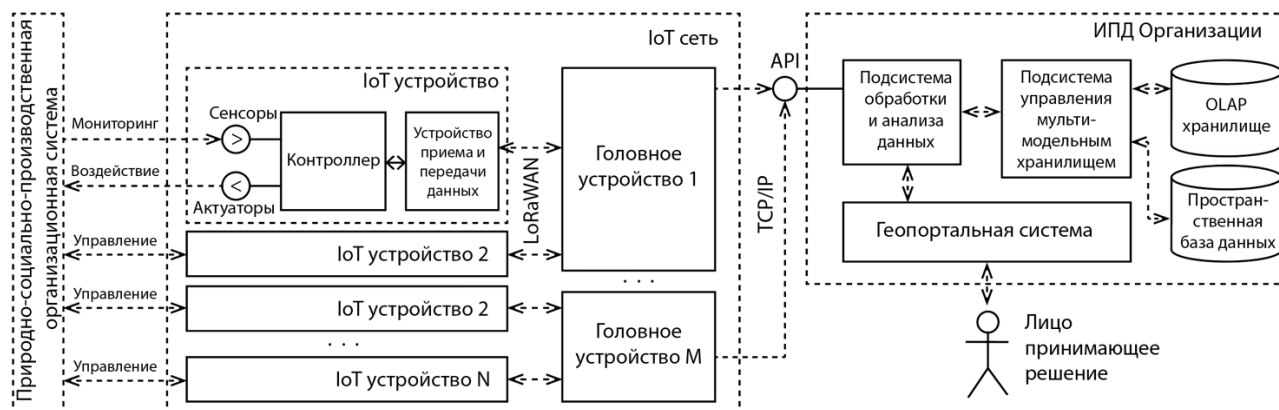 Природно-социально-производственная
организационная система
Мониторинг
Воздействие
Управление
Управление
Управление
IoT сеть
IoT устройство
Сенсоры
>
<
Актуаторы
Контроллер
Устройство
приема и
передачи
данных
IoT устройство 2
IoT устройство 2
. . .
IoT устройство N
LoRaWAN
Головное
устройство 1
. . .
Головное
устройство M
API
TCP/IP
ИПД Организации
Подсистема
обработки
и анализа
данных
Подсистема
управления
мульти-
модельным
хранилищем
OLAP
хранилище
Простран-
ственная
база данных
Геопортальная система
Лицо
принимающее
решение